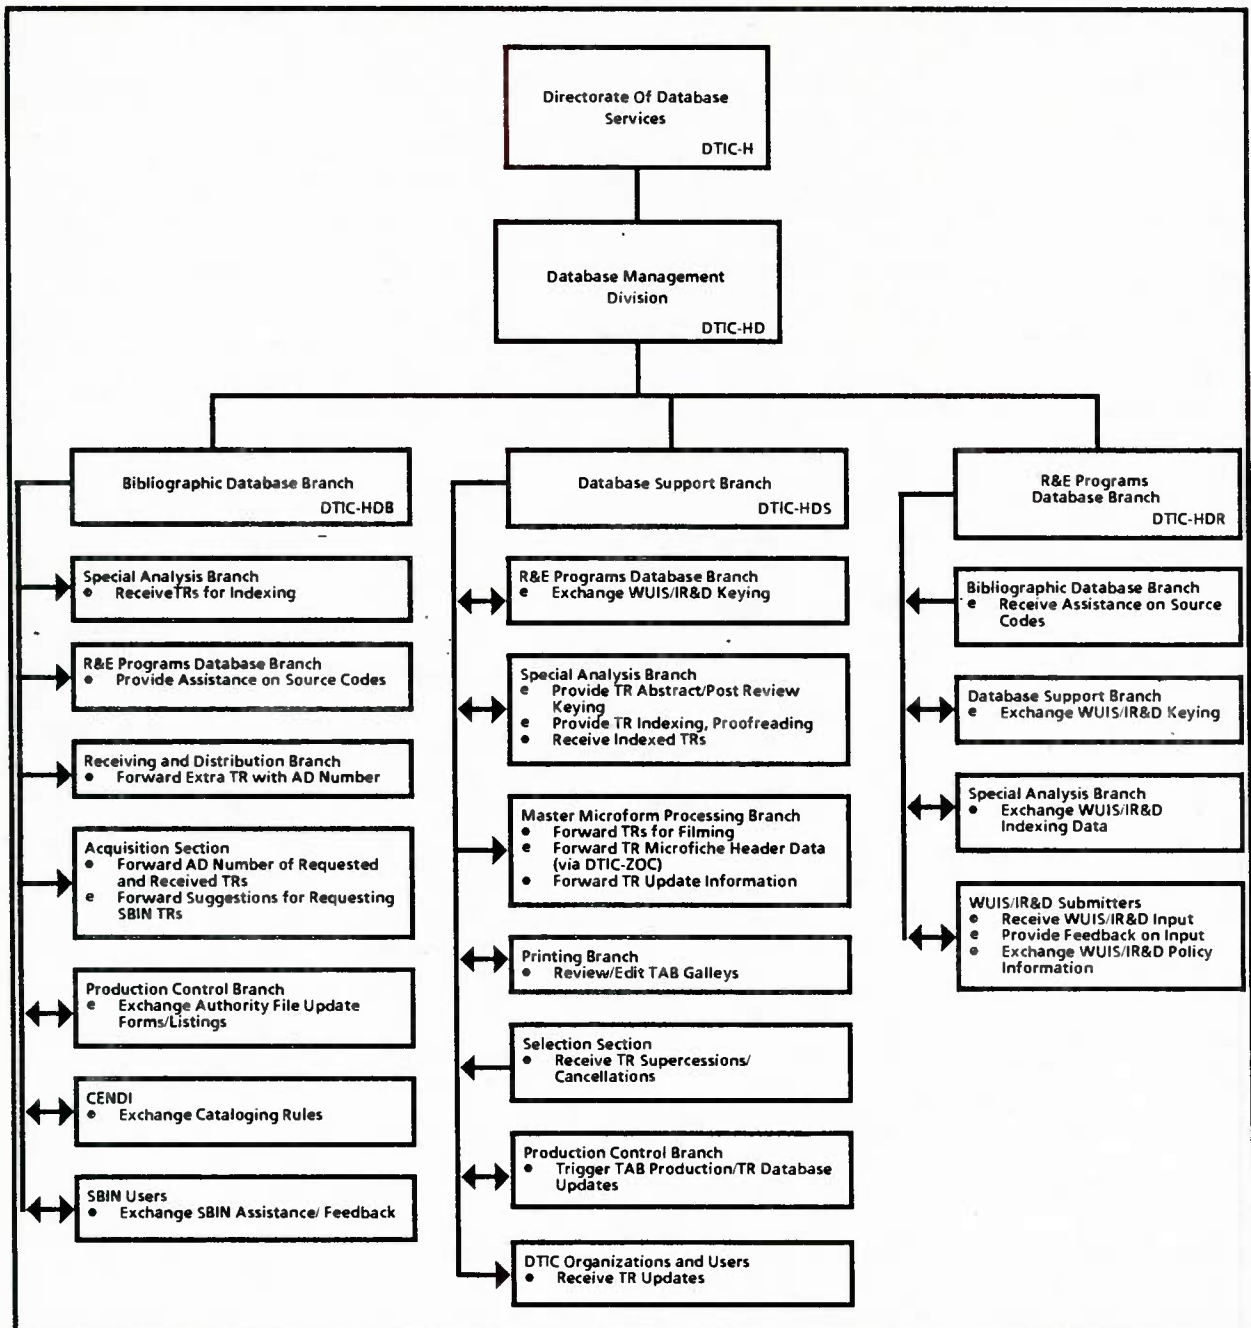 Directorate Of Database
Services
DTIC-H
Database Management
Division
DTIC-HD
Bibliographic Database Branch
DTIC-HDB
Special Analysis Branch
● ReceiveTRs for Indexing
R&E Programs Database Branch
● Provide Assistance on Source Codes
Receiving and Distribution Branch
● Forward Extra TR with AD Number
Acquisition Section
● Forward AD Number of Requested
and Received TRs
● Forward Suggestions for Requesting
SBIN TRs
Production Control Branch
● Exchange Authority File Update
Forms/Listings
CENDI
● Exchange Cataloging Rules
SBIN Users
● Exchange SBIN Assistance/ Feedback
Database Support Branch
DTIC-HDS
R&E Programs Database Branch
● Exchange WUIS/IR&D Keying
Special Analysis Branch
● Provide TR Abstract/Post Review
Keying
● Provide TR Indexing, Proofreading
● Receive Indexed TRs
Master Microform Processing Branch
● Forward TRs for Filming
● Forward TR Microfiche Header Data
(via DTIC-ZOC)
● Forward TR Update Information
Printing Branch
● Review/Edit TAB Galleys
Selection Section
● Receive TR Supercessions/
Cancellations
Production Control Branch
● Trigger TAB Production/TR Database
Updates
DTIC Organizations and Users
● Receive TR Updates
R&E Programs
Database Branch
DTIC-HDR
Bibliographic Database Branch
● Receive Assistance on Source
Codes
Database Support Branch
● Exchange WUIS/IR&D Keying
Special Analysis Branch
● Exchange WUIS/IR&D
Indexing Data
WUIS/IR&D Submitters
● Receive WUIS/IR&D Input
● Provide Feedback on Input
● Exchange WUIS/IR&D Policy
Information